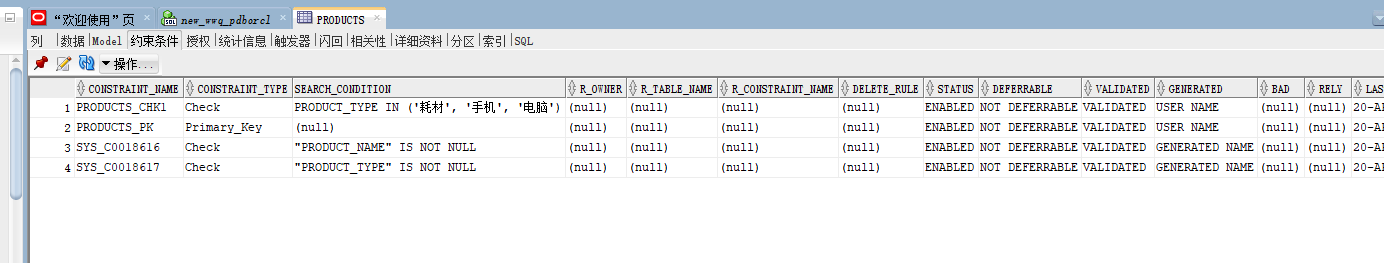 “欢迎使用”页 new_wwq_pdborcl PRODUCTS
列 数据 Model 约束条件 授权 统计信息 触发器 闪回 相关性 详细资料 分区 索引 SQL
操作...
CONSTRAINT_NAME CONSTRAINT_TYPE SEARCH_CONDITION R_OWNER R_TABLE_NAME R_CONSTRAINT_NAME DELETE_RULE STATUS DEFERRABLE VALIDATED GENERATED BAD RELY LAS
1 PRODUCTS_CHK1 Check PRODUCT_TYPE IN ('耗材', '手机', '电脑') (null) (null) (null) (null) ENABLED NOT DEFERRABLE VALIDATED USER NAME (null) (null) 20-A
2 PRODUCTS_PK Primary_Key (null) (null) (null) (null) (null) ENABLED NOT DEFERRABLE VALIDATED USER NAME (null) (null) 20-A
3 SYS_C0018616 Check "PRODUCT_NAME" IS NOT NULL (null) (null) (null) (null) ENABLED NOT DEFERRABLE VALIDATED GENERATED NAME (null) (null) 20-A
4 SYS_C0018617 Check "PRODUCT_TYPE" IS NOT NULL (null) (null) (null) (null) ENABLED NOT DEFERRABLE VALIDATED GENERATED NAME (null) (null) 20-A